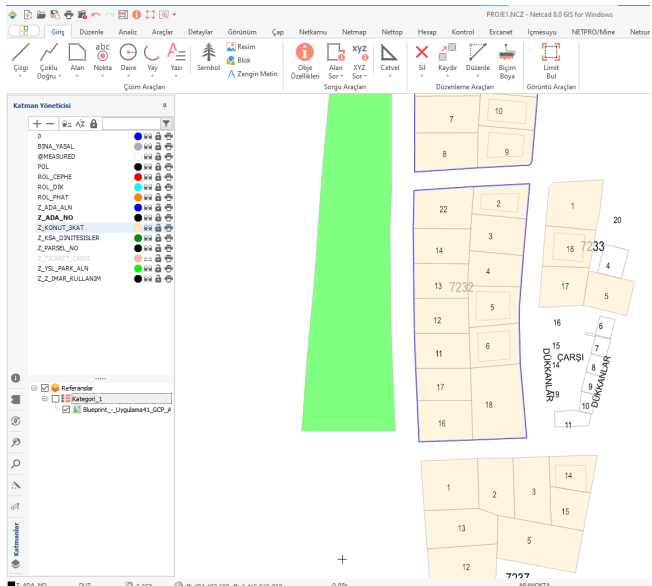 PROJE1.NCZ - Netcad 8.0 GIS for Windows
Giriş Düzenle Analiz Araçlar Detaylar Görünüm Çap Netkamu Netmap Nettop Hesap Kontrol Excanet İçmesuyu NETPRO/Mine Netsur
Çizgi Çoklu Doğru Alan abc Nokta Daire Yay Yazı Sembol Resim Blok Zengin Metin Obje Özellikleri Alan Sor XYZ Sor Cetvel Sil Kaydır Düzenle Biçim Boya Limit Bul
Çizim Araçları Sorgu Araçları Düzenleme Araçları Görüntü Araçları
Katman Yöneticisi
0
BINA_YASAL
@MEASURED
POL
ROL_CEPHE
ROL_DİK
ROL_PHAT
Z_ADA_ALN
Z_ADA_NO
Z_KONUT_3KAT
Z_KSA_DINITESISLER
Z_PARSEL_NO
Z_TICARET_CARSI
Z_YSL_PARK_ALN
Z_Z_IMAR_KULLANIM
Referanslar
Kategori_1
Blueprint_-_Uygulama41_GCP_A
Katmanlar
7
10
8
9
22
2
14
3
4
13
7232
5
12
11
6
17
18
16
1
20
18
7233
4
17
5
16
6
15
ÇARŞI
7
14
8
DÜKKANLAR
DÜKKANLAR
9
19
10
11
1
2
3
14
15
13
5
12
7237
Z_ADA_NO DUZ